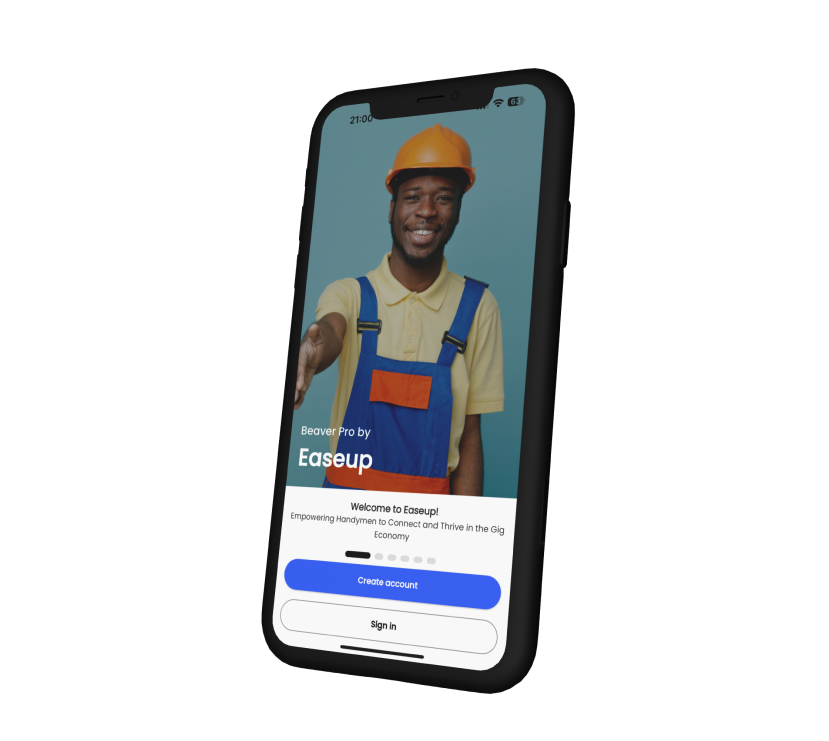 21:00
Beaver Pro by
Easeup
Welcome to Easeup!
Empowering Handymen to Connect and Thrive in the Gig
Economy
Create account
Sign in